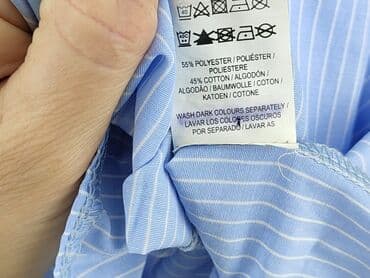 55% POLYESTER / POLIÉSTER /
POLIESTERE
45% COTTON / ALGODÓN /
ALGODÃO / BAUMWOLLE / COTON /
KATOEN / COTONE
WASH DARK COLOURS SEPARATELY /
LAVAR LOS COLORES OSCUROS
POR SEPARADO / LAVAR AS